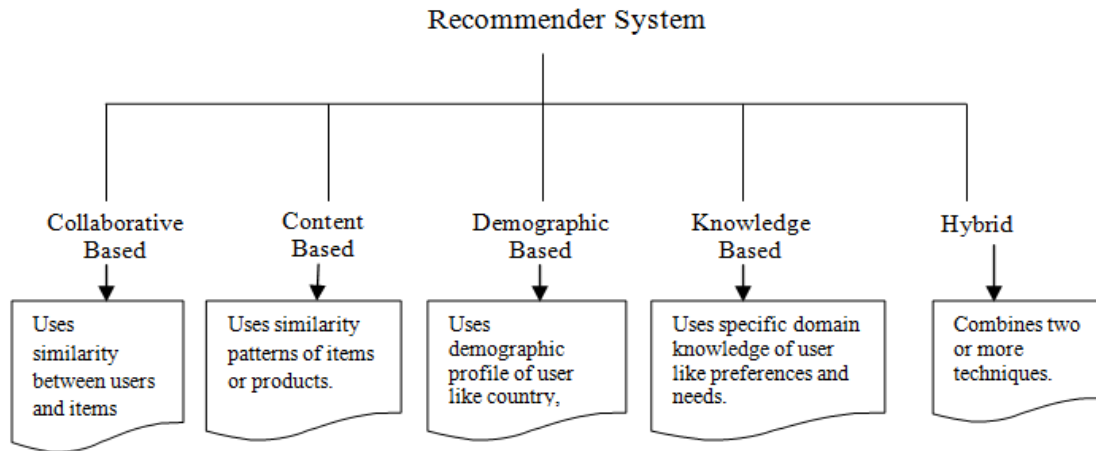 Recommender System
Collaborative
Based
Content
Based
Demographic
Based
Knowledge
Based
Hybrid
Uses
similarity
between users
and items
Uses similarity
patterns of items
or products.
Uses
demographic
profile of user
like country,
Uses specific domain
knowledge of user
like preferences and
needs.
Combines two
or more
techniques.